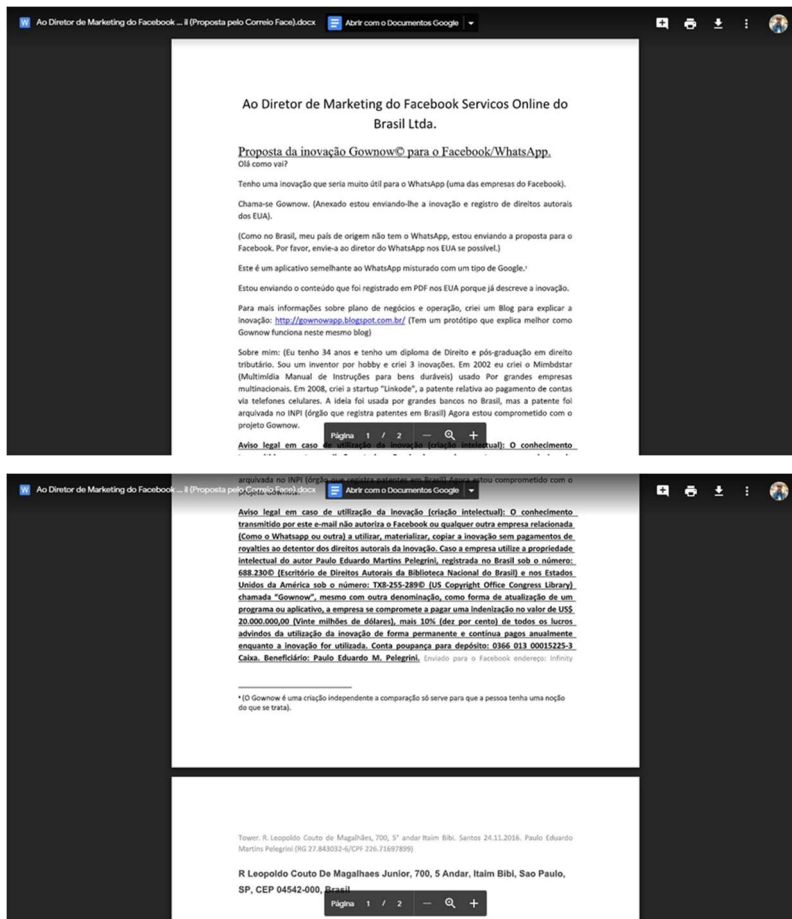 Ao Diretor de Marketing do Facebook ... il (Proposta pelo Correio Face).docx
Abrir com o Documentos Google
Ao Diretor de Marketing do Facebook Servicos Online do
Brasil Ltda.
Proposta da inovação Gownow© para o Facebook/WhatsApp.
Olá como vai?
Tenho uma inovação que seria muito útil para o WhatsApp (uma das empresas do Facebook).
Chama-se Gownow. (Anexado estou enviando-lhe a inovação e registro de direitos autorais
dos EUA).
(Como no Brasil, meu país de origem não tem o WhatsApp, estou enviando a proposta para o
Facebook. Por favor, envie-a ao diretor do WhatsApp nos EUA se possível.)
Este é um aplicativo semelhante ao WhatsApp misturado com um tipo de Google.
Estou enviando o conteúdo que foi registrado em PDF nos EUA porque já descreve a inovação.
Para mais informações sobre plano de negócios e operação, criei um Blog para explicar a
inovação: http://gownowapp.blogspot.com.br/ (Tem um protótipo que explica melhor como
Gownow funciona neste mesmo blog)
Sobre mim: (Eu tenho 34 anos e tenho um diploma de Direito e pós-graduação em direito
tributário. Sou um inventor por hobby e criei 3 inovações. Em 2002 eu criei o Mimbdstar
(Multimídia Manual de Instruções para bens duráveis) usado Por grandes empresas
multinacionais. Em 2008, criei a startup "Linkode", a patente relativa ao pagamento de contas
via telefones celulares. A ideia foi usada por grandes bancos no Brasil, mas a patente foi
arquivada no INPI (órgão que registra patentes em Brasil) Agora estou comprometido com o
projeto Gownow.
Aviso legal em caso de utilização da inovação (criação intelectual): O conhecimento
Página 1 / 2
arquivada no INPI (órgão que registra patentes em Brasil) Agora estou comprometido com o
projeto Gownow.
Ao Diretor de Marketing do Facebook ... il (Proposta pelo Correio Face).docx
Abrir com o Documentos Google
Aviso legal em caso de utilização da inovação (criação intelectual): O conhecimento
transmitido por este e-mail não autoriza o Facebook ou qualquer outra empresa relacionada
(Como o Whatsapp ou outra) a utilizar, materializar, copiar a inovação sem pagamentos de
royalties ao detentor dos direitos autorais da inovação. Caso a empresa utilize a propriedade
intelectual do autor Paulo Eduardo Martins Pelegrini, registrada no Brasil sob o número:
688.230© (Escritório de Direitos Autorais da Biblioteca Nacional do Brasil) e nos Estados
Unidos da América sob o número: TX8-255-289© (US Copyright Office Congress Library)
chamada "Gownow", mesmo com outra denominação, como forma de atualização de um
programa ou aplicativo, a empresa se compromete a pagar uma indenização no valor de US$
20.000.000,00 (Vinte milhões de dólares), mais 10% (dez por cento) de todos os lucros
advindos da utilização da inovação de forma permanente e contínua pagos anualmente
enquanto a inovação for utilizada. Conta poupança para depósito: 0366 013 00015225-3
Caixa. Beneficiário: Paulo Eduardo M. Pelegrini. Enviado para o Facebook endereço: Infinity
(O Gownow é uma criação independente a comparação só serve para que a pessoa tenha uma noção
do que se trata).
Tower. R. Leopoldo Couto de Magalhães, 700, 5° andar Itaim Bibi. Santos 24.11.2016. Paulo Eduardo
Martins Pelegrini (RG 27.843032-6/CPF 226.71697899)
R Leopoldo Couto De Magalhaes Junior, 700, 5 Andar, Itaim Bibi, Sao Paulo,
SP, CEP 04542-000, Brasil
Página 1 / 2